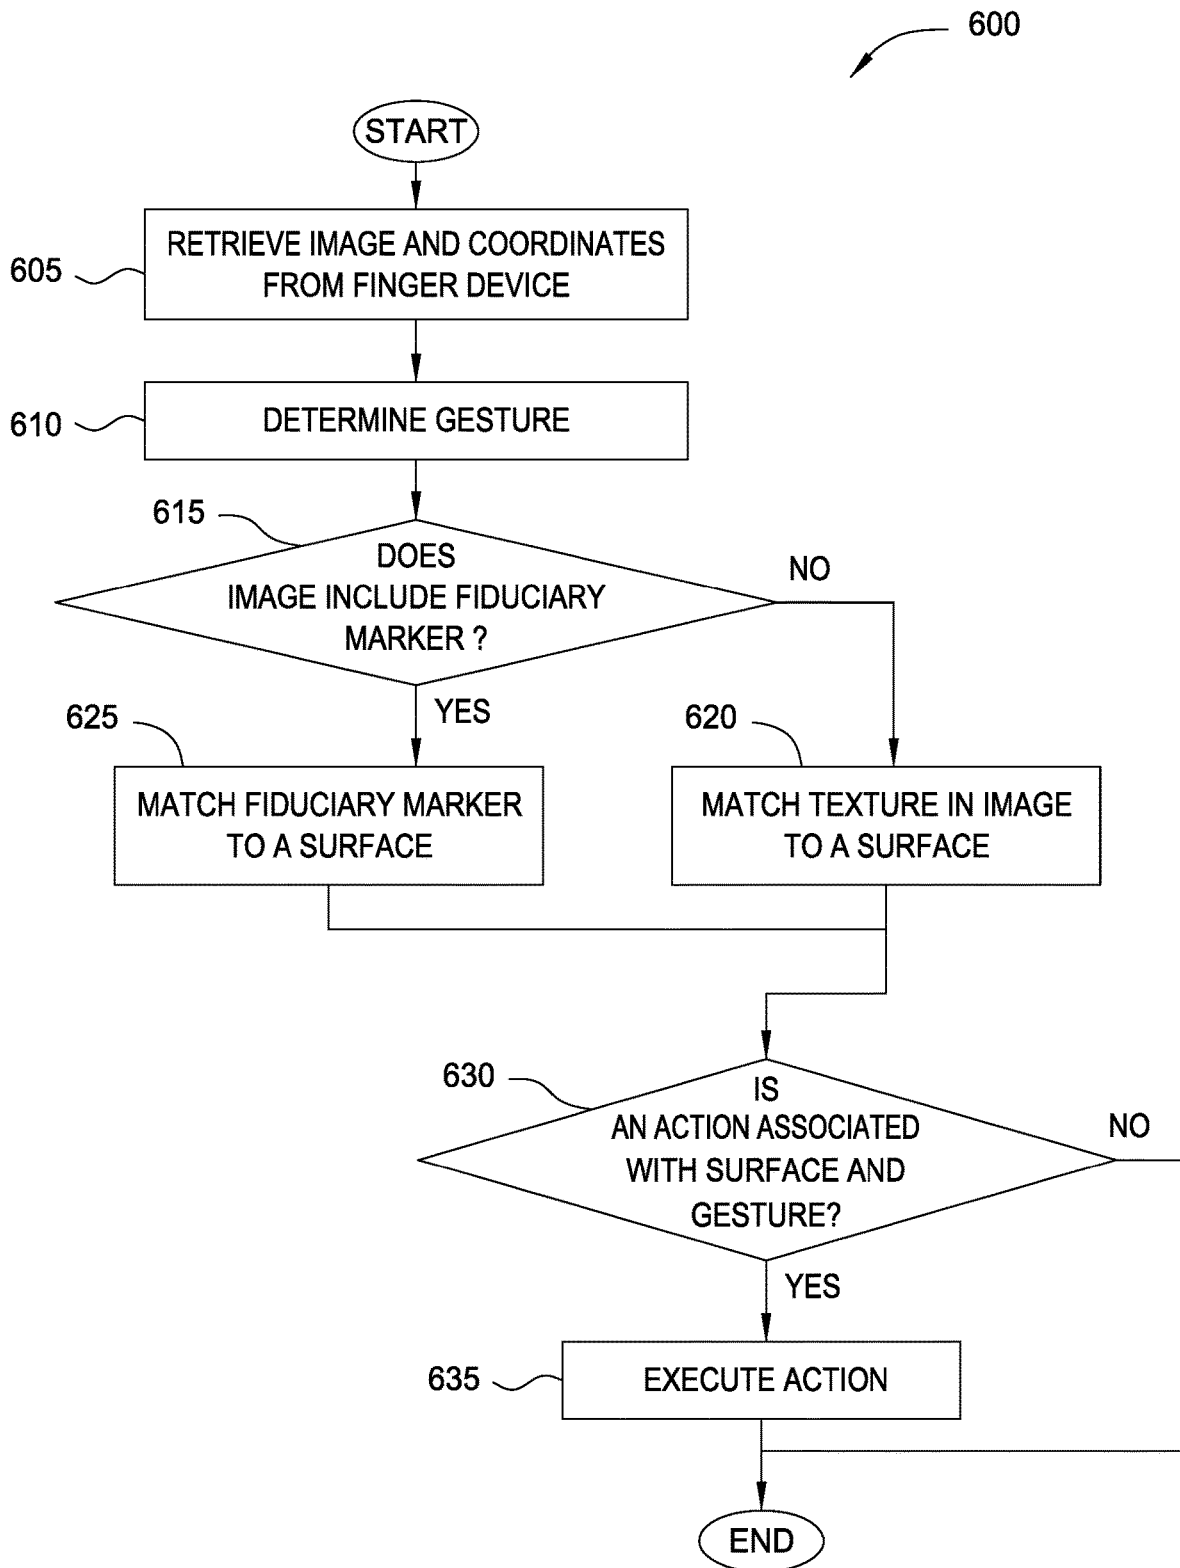 600
START
RETRIEVE IMAGE AND COORDINATES
FROM FINGER DEVICE
605
DETERMINE GESTURE
610
615
DOES
IMAGE INCLUDE FIDUCIARY
MARKER ?
NO
YES
625
620
MATCH FIDUCIARY MARKER
TO A SURFACE
MATCH TEXTURE IN IMAGE
TO A SURFACE
630
IS
AN ACTION ASSOCIATED
WITH SURFACE AND
GESTURE?
NO
YES
635
EXECUTE ACTION
END